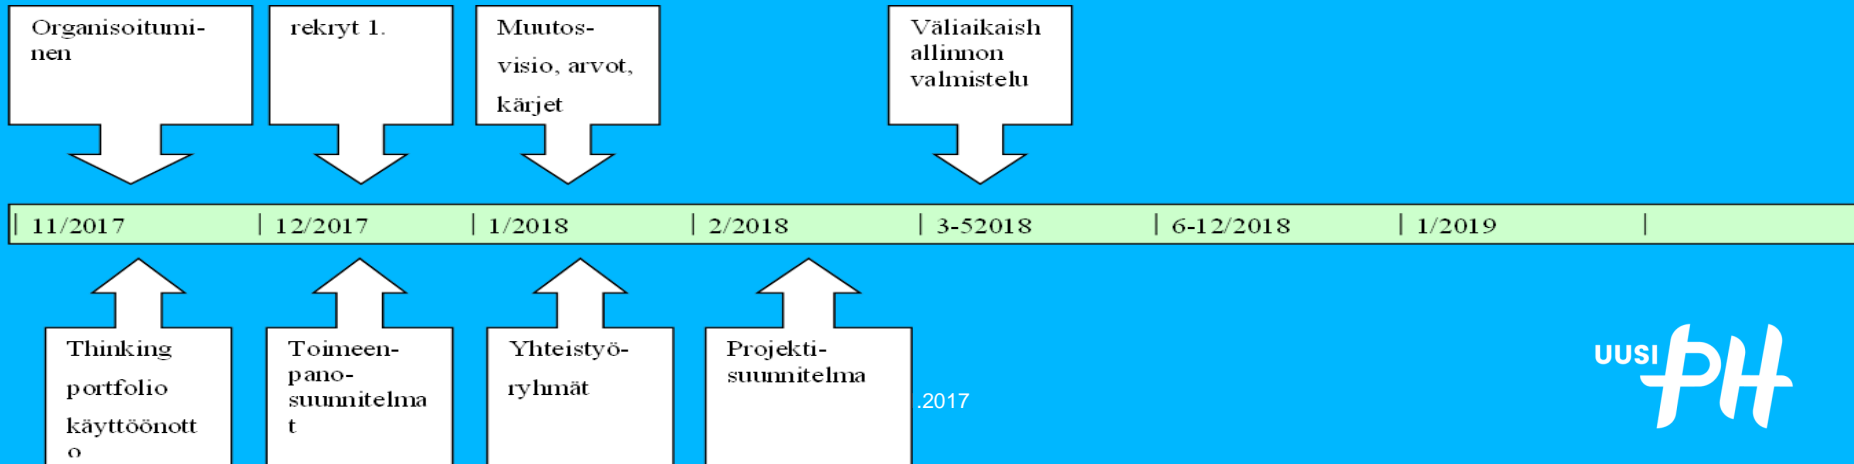 Organisoitumi-
nen
rekryt 1.
Muutos-
visio, arvot,
kärjet
Väliaikaish
allinnon
valmistelu
| 11/2017 | 12/2017 | 1/2018 | 2/2018 | 3-52018 | 6-12/2018 | 1/2019 |
Thinking
portfolio
käyttöönott
o
Toimeen-
pano-
suunnitelma
t
Yhteistyö-
ryhmät
Projekti-
suunnitelma
.2017
UUSI
PH